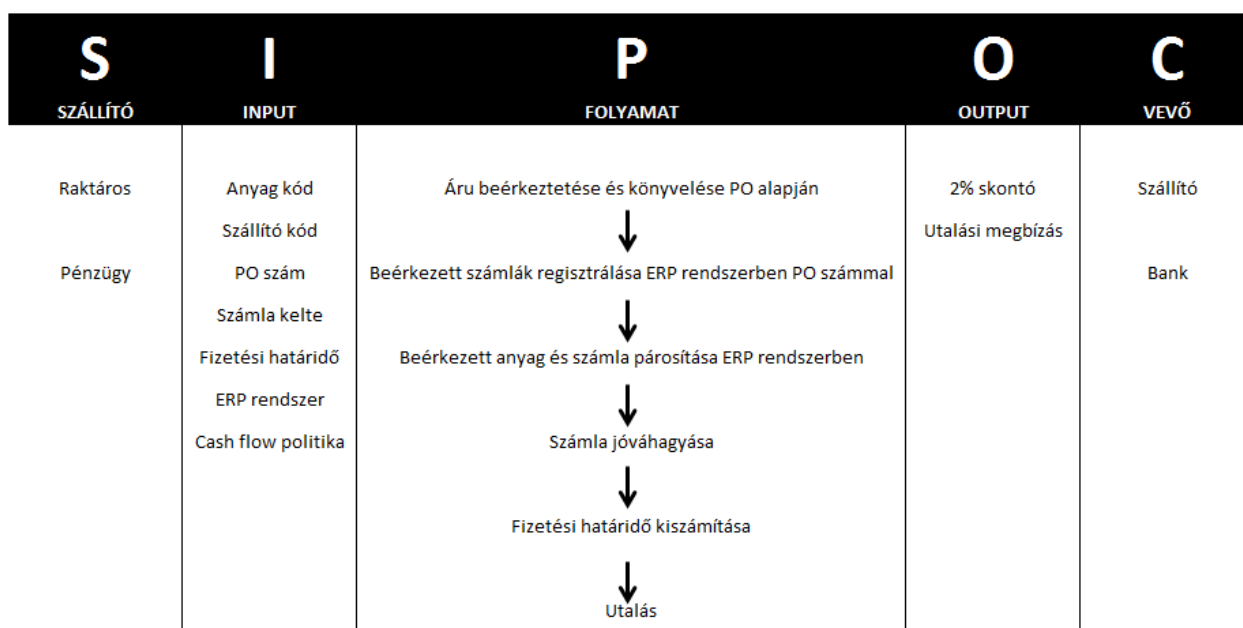 S I P O C
SZÁLLÍTÓ INPUT FOLYAMAT OUTPUT VEVŐ
Raktáros Anyag kód Áru beérkeztetése és könyvelése PO alapján 2% skontó Szállító
Szállító kód Utalási megbízás
Pénzügy PO szám Beérkezett számlák regisztrálása ERP rendszerben PO számmal Bank
Számla kelte
Fizetési határidő Beérkezett anyag és számla párosítása ERP rendszerben
ERP rendszer
Cash flow politika Számla jóváhagyása
Fizetési határidő kiszámítása
Utalás